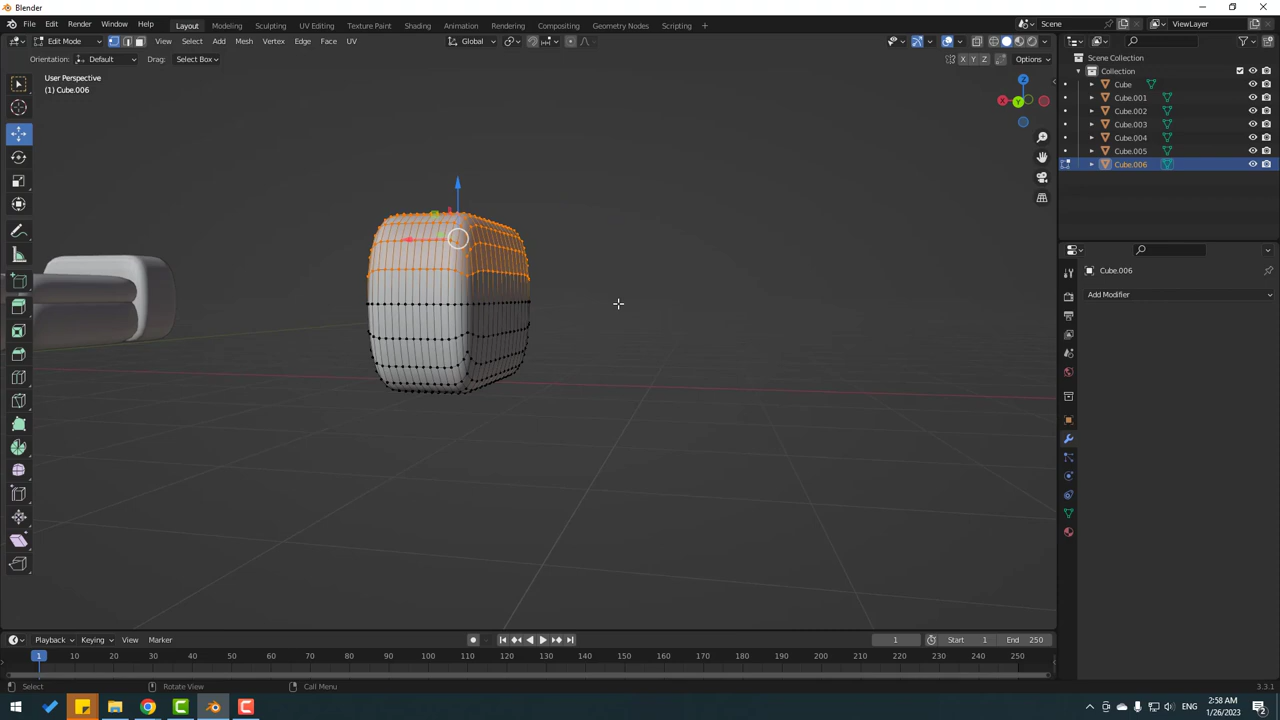 Blender
File Edit Render Window Help Layout Modeling Sculpting UV Editing Texture Paint Shading Animation Rendering Compositing Geometry Nodes Scripting + Scene ViewLayer
Edit Mode View Select Add Mesh Vertex Edge Face UV Global
Orientation: Default Drag: Select Box X Y Z Options
User Perspective
(1) Cube.006
Z
X
Y
Scene Collection
Collection
Cube
Cube.001
Cube.002
Cube.003
Cube.004
Cube.005
Cube.006
Cube.006
Add Modifier
Playback Keying View Marker 1 Start 1 End 250
1 10 20 30 40 50 60 70 80 90 100 110 120 130 140 150 160 170 180 190 200 210 220 230 240 250
Select Rotate View Call Menu 3.3.1
ENG 2:58 AM
1/26/2023
2